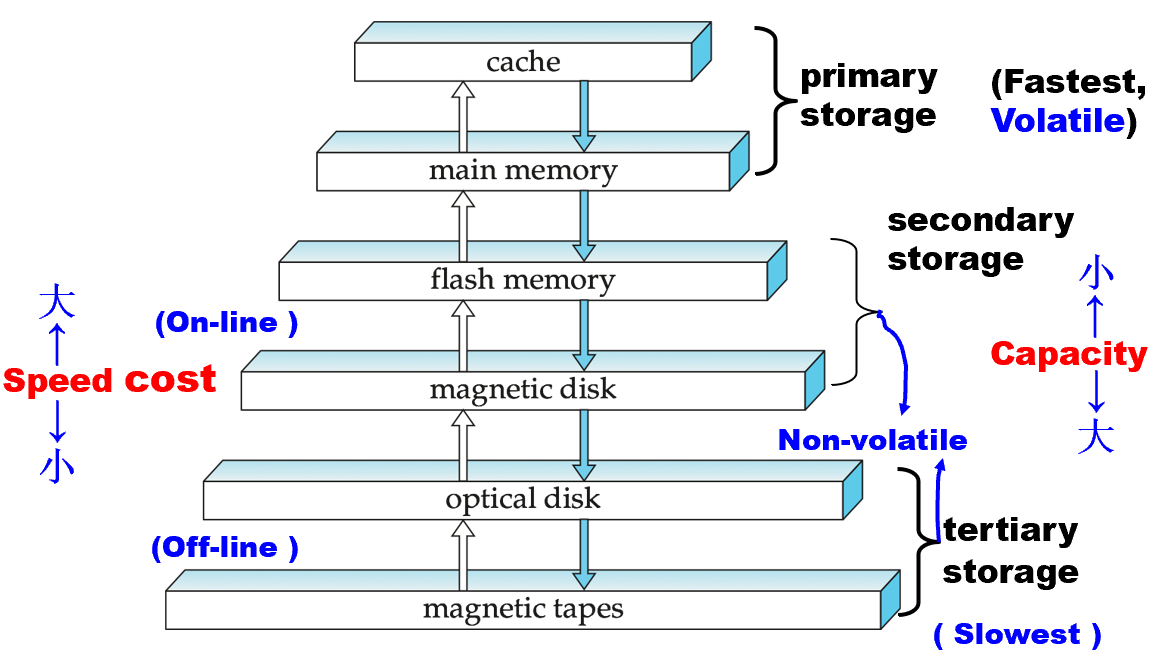 cache
primary
storage
(Fastest,
Volatile)
main memory
secondary
storage
flash memory
小
大
(On-line )
Capacity
Speed cost
magnetic disk
大
小
Non-volatile
optical disk
tertiary
storage
(Off-line )
magnetic tapes
( Slowest )